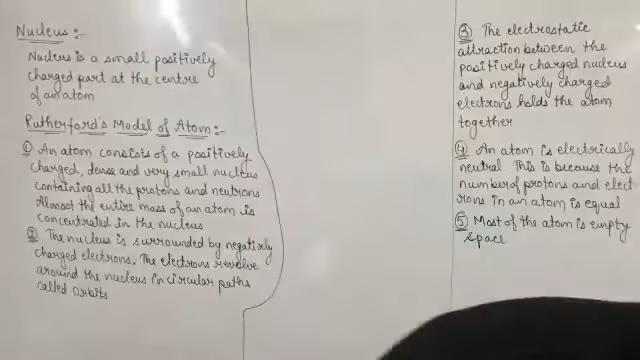 Nucleus :-
Nucleus is a small positively
charged part at the centre
of an atom
Rutherford's Model of Atom:-
① An atom consists of a positively
charged, dense and very small nucleus
containing all the protons and neutrons
Almost the entire mass of an atom is
concentrated in the nucleus
② The nucleus is surrounded by negatively
charged electrons. The electrons revolve
around the nucleus in circular paths
called orbits
③ The electrostatic
attraction between the
positively charged nucleus
and negatively charged
electrons holds the atom
together
④ An atom is electrically
neutral This is because the
number of protons and elect-
rons in an atom is equal
⑤ Most of the atom is empty
space